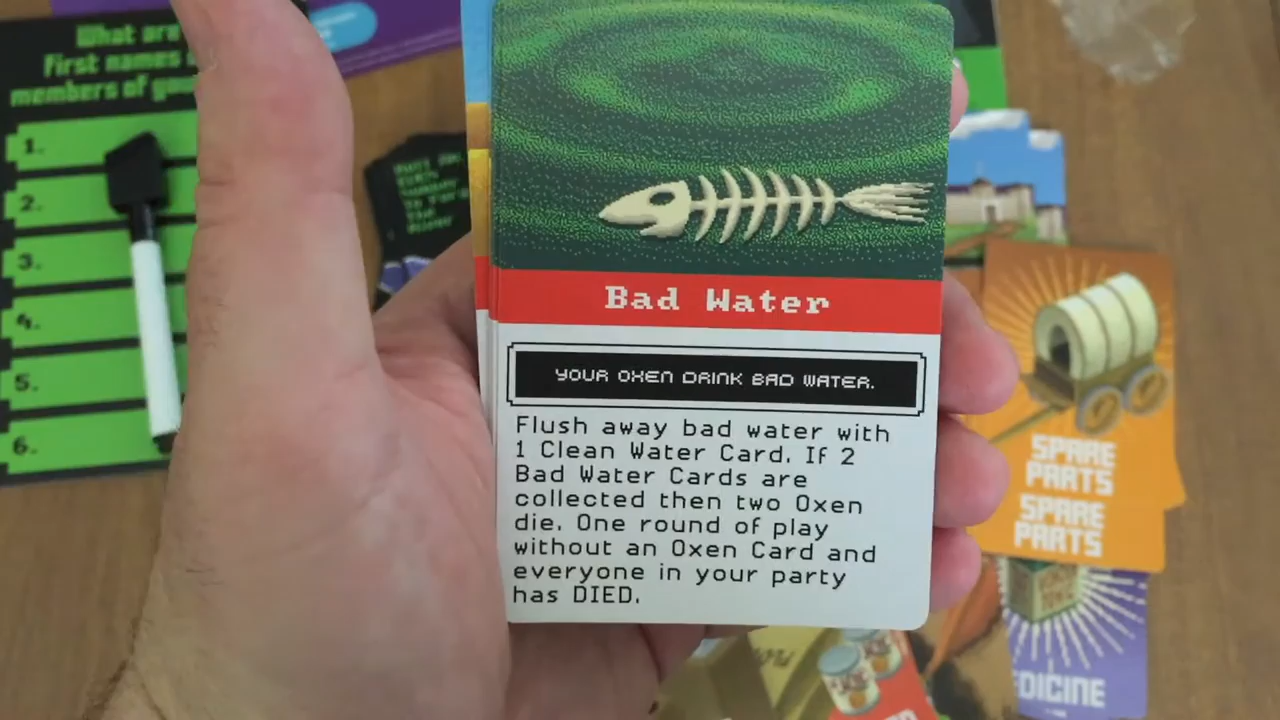 What are
First names
members of you
1.
2.
3.
4.
5.
6.
Bad Water
YOUR OXEN DRINK BAD WATER.
Flush away bad water with
1 Clean Water Card. If 2
Bad Water Cards are
collected then two Oxen
die. One round of play
without an Oxen Card and
everyone in your party
has DIED.
SPARE
PARTS
SPARE
PARTS
EDICINE